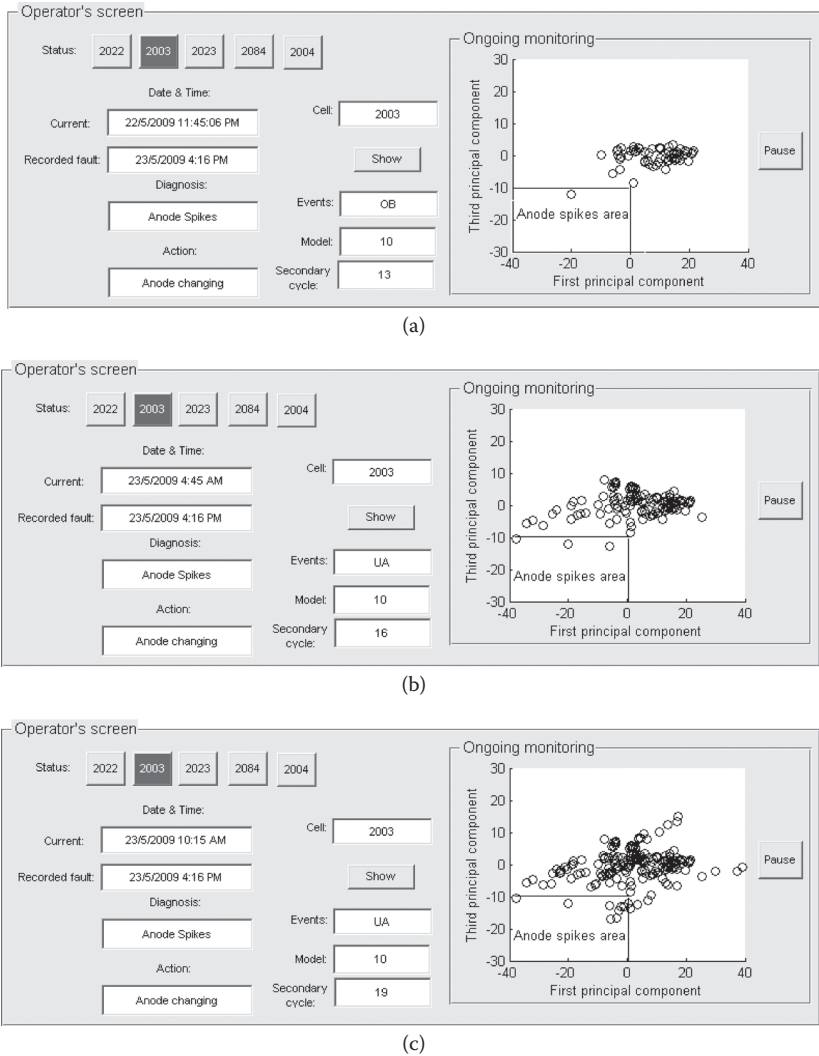 Operator's screen
Status: 2022 2003 2023 2084 2004
Date & Time:
Current: 22/5/2009 11:45:06 PM
Recorded fault: 23/5/2009 4:16 PM
Diagnosis:
Anode Spikes
Action:
Anode changing
Cell: 2003
Show
Events: OB
Model: 10
Secondary
cycle: 13
Ongoing monitoring
Third principal component
30
20
10
0
-10
-20
-30
Anode spikes area
-40 -20 0 20 40
First principal component
Pause
(a)
Operator's screen
Status: 2022 2003 2023 2084 2004
Date & Time:
Current: 23/5/2009 4:45 AM
Recorded fault: 23/5/2009 4:16 PM
Diagnosis:
Anode Spikes
Action:
Anode changing
Cell: 2003
Show
Events: UA
Model: 10
Secondary
cycle: 16
Ongoing monitoring
Third principal component
30
20
10
0
-10
-20
-30
Anode spikes area
-40 -20 0 20 40
First principal component
Pause
(b)
Operator's screen
Status: 2022 2003 2023 2084 2004
Date & Time:
Current: 23/5/2009 10:15 AM
Recorded fault: 23/5/2009 4:16 PM
Diagnosis:
Anode Spikes
Action:
Anode changing
Cell: 2003
Show
Events: UA
Model: 10
Secondary
cycle: 19
Ongoing monitoring
Third principal component
30
20
10
0
-10
-20
-30
Anode spikes area
-40 -20 0 20 40
First principal component
Pause
(c)